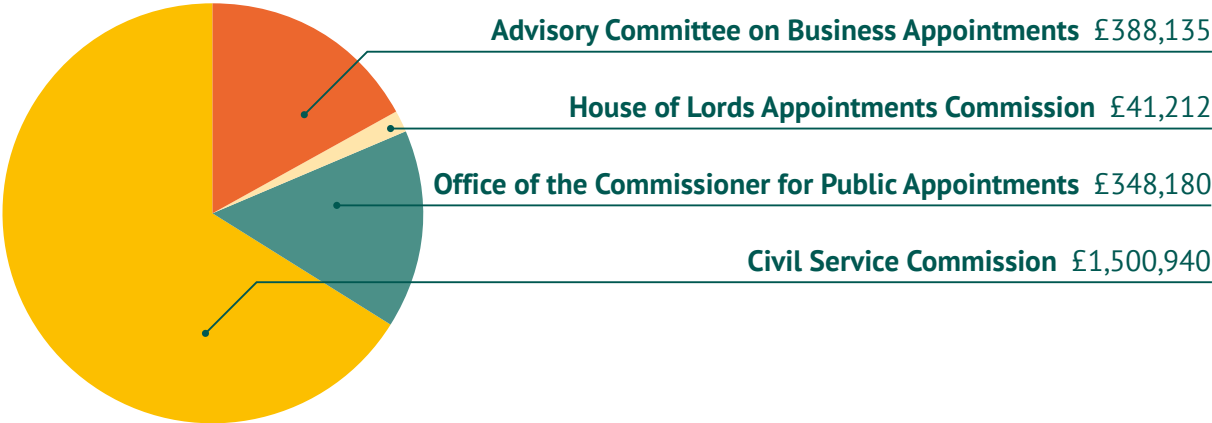 Advisory Committee on Business Appointments £388,135
House of Lords Appointments Commission £41,212
Office of the Commissioner for Public Appointments £348,180
Civil Service Commission £1,500,940